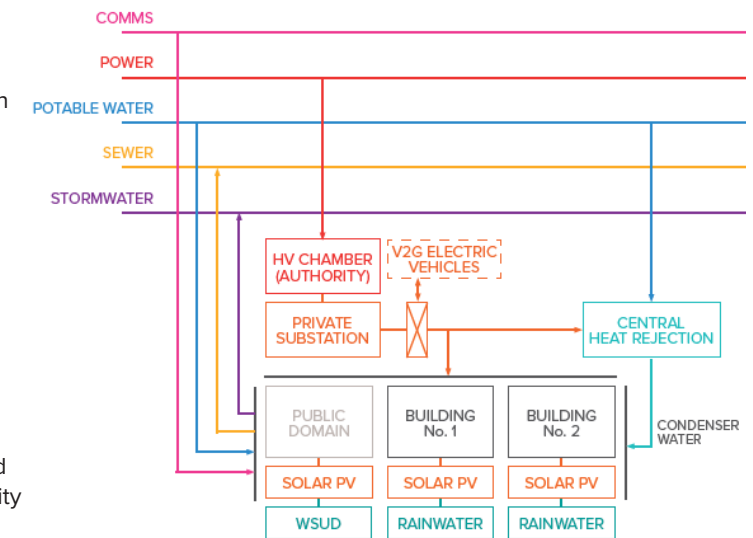 COMMS
POWER
POTABLE WATER
SEWER
STORMWATER
HV CHAMBER
(AUTHORITY)
V2G ELECTRIC
VEHICLES
PRIVATE
SUBSTATION
CENTRAL
HEAT REJECTION
PUBLIC
DOMAIN
BUILDING
No. 1
BUILDING
No. 2
CONDENSER
WATER
SOLAR PV
SOLAR PV
SOLAR PV
WSUD
RAINWATER
RAINWATER